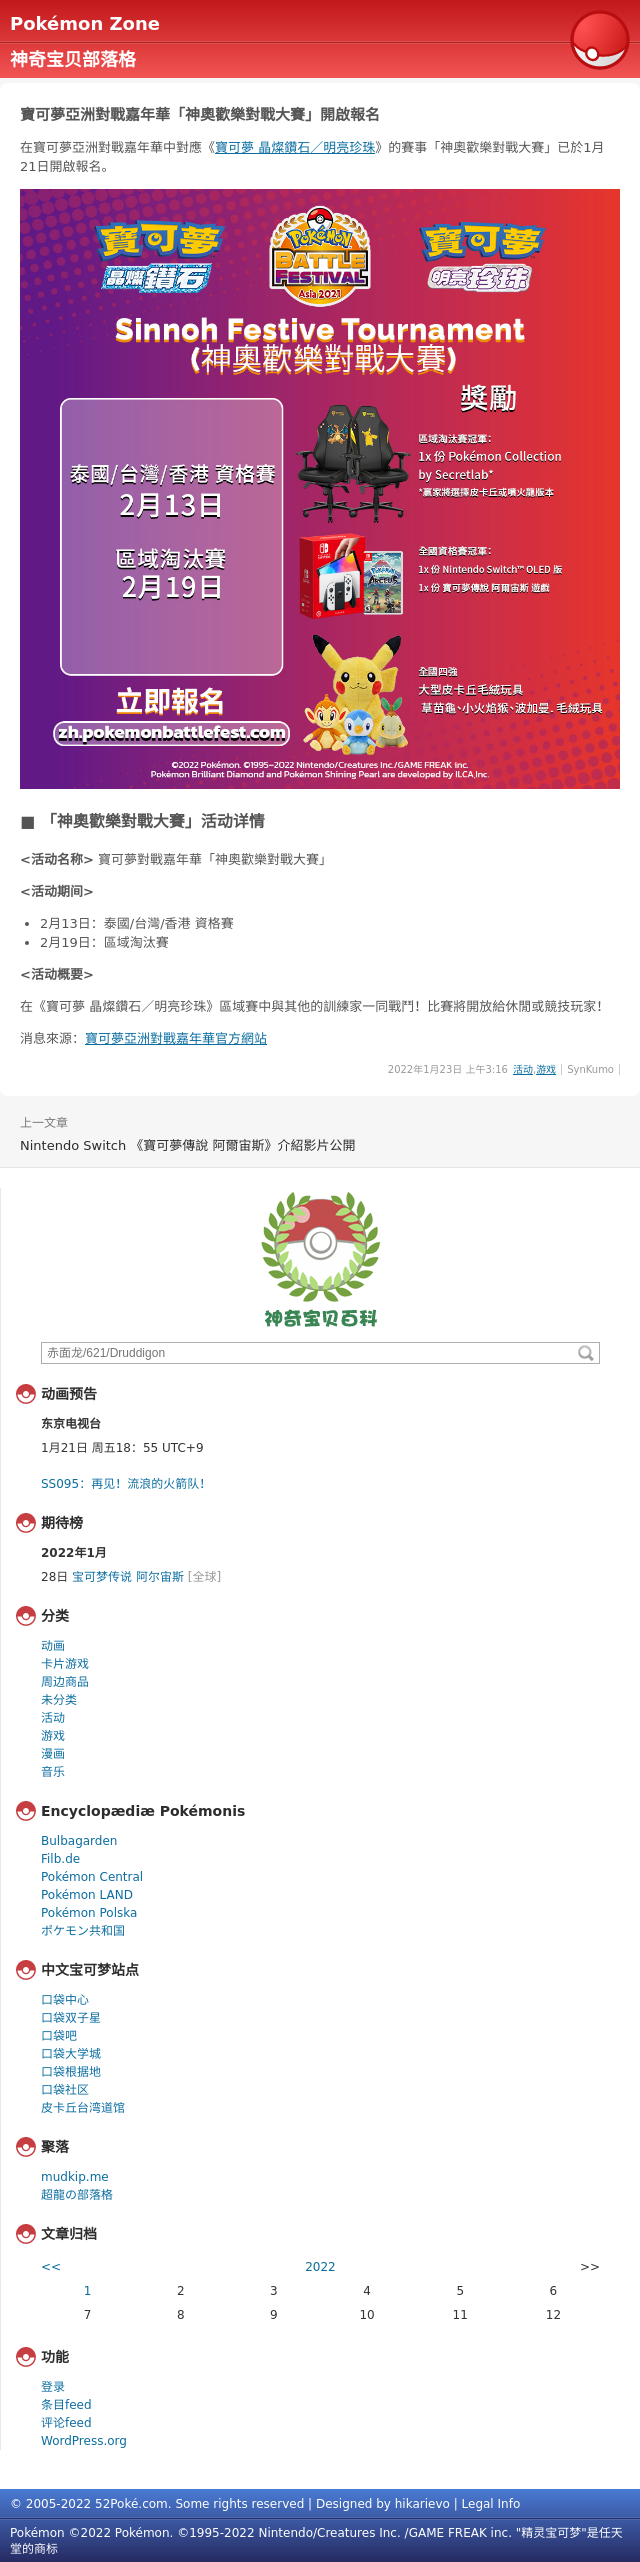 Pokémon Zone
神奇宝贝部落格
寶可夢亞洲對戰嘉年華「神奧歡樂對戰大賽」開啟報名
在寶可夢亞洲對戰嘉年華中對應《寶可夢 晶燦鑽石／明亮珍珠》的賽事「神奧歡樂對戰大賽」已於1月
21日開啟報名。
寶可夢
晶燦鑽石
Pokémon
BATTLE
FESTIVAL
Asia 2021
寶可夢
明亮珍珠
Sinnoh Festive Tournament
(神奧歡樂對戰大賽)
獎勵
泰國/台灣/香港 資格賽
2月13日
區域淘汰賽
2月19日
區域淘汰賽冠軍：
1x 份 Pokémon Collection
by Secretlab*
*贏家將選擇皮卡丘或噴火龍版本
全國資格賽冠軍：
1x 份 Nintendo Switch™ OLED 版
1x 份 寶可夢傳說 阿爾宙斯 遊戲
全國四強
大型皮卡丘毛絨玩具
草苗龜、小火焰猴、波加曼。毛絨玩具
立即報名
zh.pokemonbattlefest.com
©2022 Pokémon. ©1995–2022 Nintendo/Creatures Inc./GAME FREAK inc.
Pokémon Brilliant Diamond and Pokémon Shining Pearl are developed by ILCA,Inc.
■ 「神奧歡樂對戰大賽」活动详情
<活动名称> 寶可夢對戰嘉年華「神奧歡樂對戰大賽」
<活动期间>
• 2月13日：泰國/台灣/香港 資格賽
• 2月19日：區域淘汰賽
<活动概要>
在《寶可夢 晶燦鑽石／明亮珍珠》區域賽中與其他的訓練家一同戰鬥！比賽將開放給休閒或競技玩家！
消息來源：寶可夢亞洲對戰嘉年華官方網站
2022年1月23日 上午3:16 活动,游戏 | SynKumo |
上一文章
Nintendo Switch 《寶可夢傳說 阿爾宙斯》介紹影片公開
神奇宝贝百科
赤面龙/621/Druddigon
动画预告
东京电视台
1月21日 周五18：55 UTC+9
SS095：再见！流浪的火箭队！
期待榜
2022年1月
28日 宝可梦传说 阿尔宙斯 [全球]
分类
动画
卡片游戏
周边商品
未分类
活动
游戏
漫画
音乐
Encyclopædiæ Pokémonis
Bulbagarden
Filb.de
Pokémon Central
Pokémon LAND
Pokémon Polska
ポケモン共和国
中文宝可梦站点
口袋中心
口袋双子星
口袋吧
口袋大学城
口袋根据地
口袋社区
皮卡丘台湾道馆
聚落
mudkip.me
超龍の部落格
文章归档
<< 2022 >>
1 2 3 4 5 6
7 8 9 10 11 12
功能
登录
条目feed
评论feed
WordPress.org
© 2005-2022 52Poké.com. Some rights reserved | Designed by hikarievo | Legal Info
Pokémon ©2022 Pokémon. ©1995-2022 Nintendo/Creatures Inc. /GAME FREAK inc. "精灵宝可梦"是任天
堂的商标